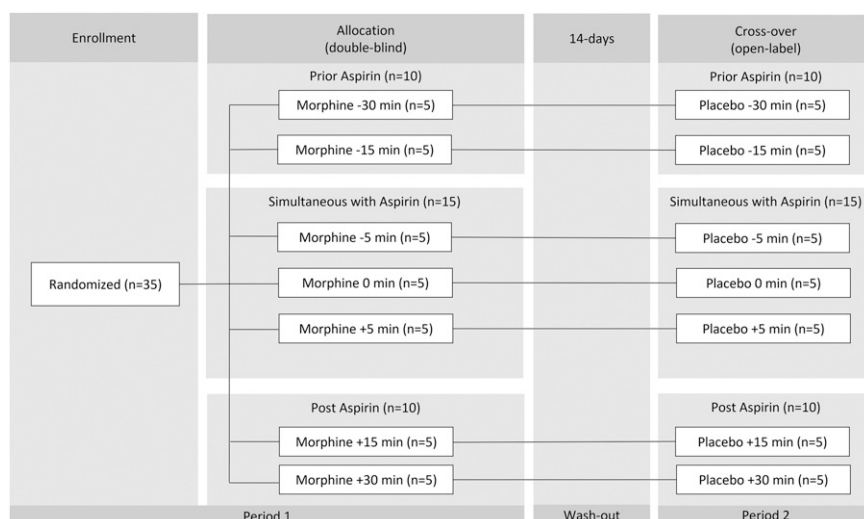 Enrollment
Allocation
(double-blind)
14-days
Cross-over
(open-label)
Prior Aspirin (n=10)
Prior Aspirin (n=10)
Morphine -30 min (n=5)
Placebo -30 min (n=5)
Morphine -15 min (n=5)
Placebo -15 min (n=5)
Simultaneous with Aspirin (n=15)
Simultaneous with Aspirin (n=15)
Morphine -5 min (n=5)
Placebo -5 min (n=5)
Randomized (n=35)
Morphine 0 min (n=5)
Placebo 0 min (n=5)
Morphine +5 min (n=5)
Placebo +5 min (n=5)
Post Aspirin (n=10)
Post Aspirin (n=10)
Morphine +15 min (n=5)
Placebo +15 min (n=5)
Morphine +30 min (n=5)
Placebo +30 min (n=5)
Period 1
Wash-out
Period 2